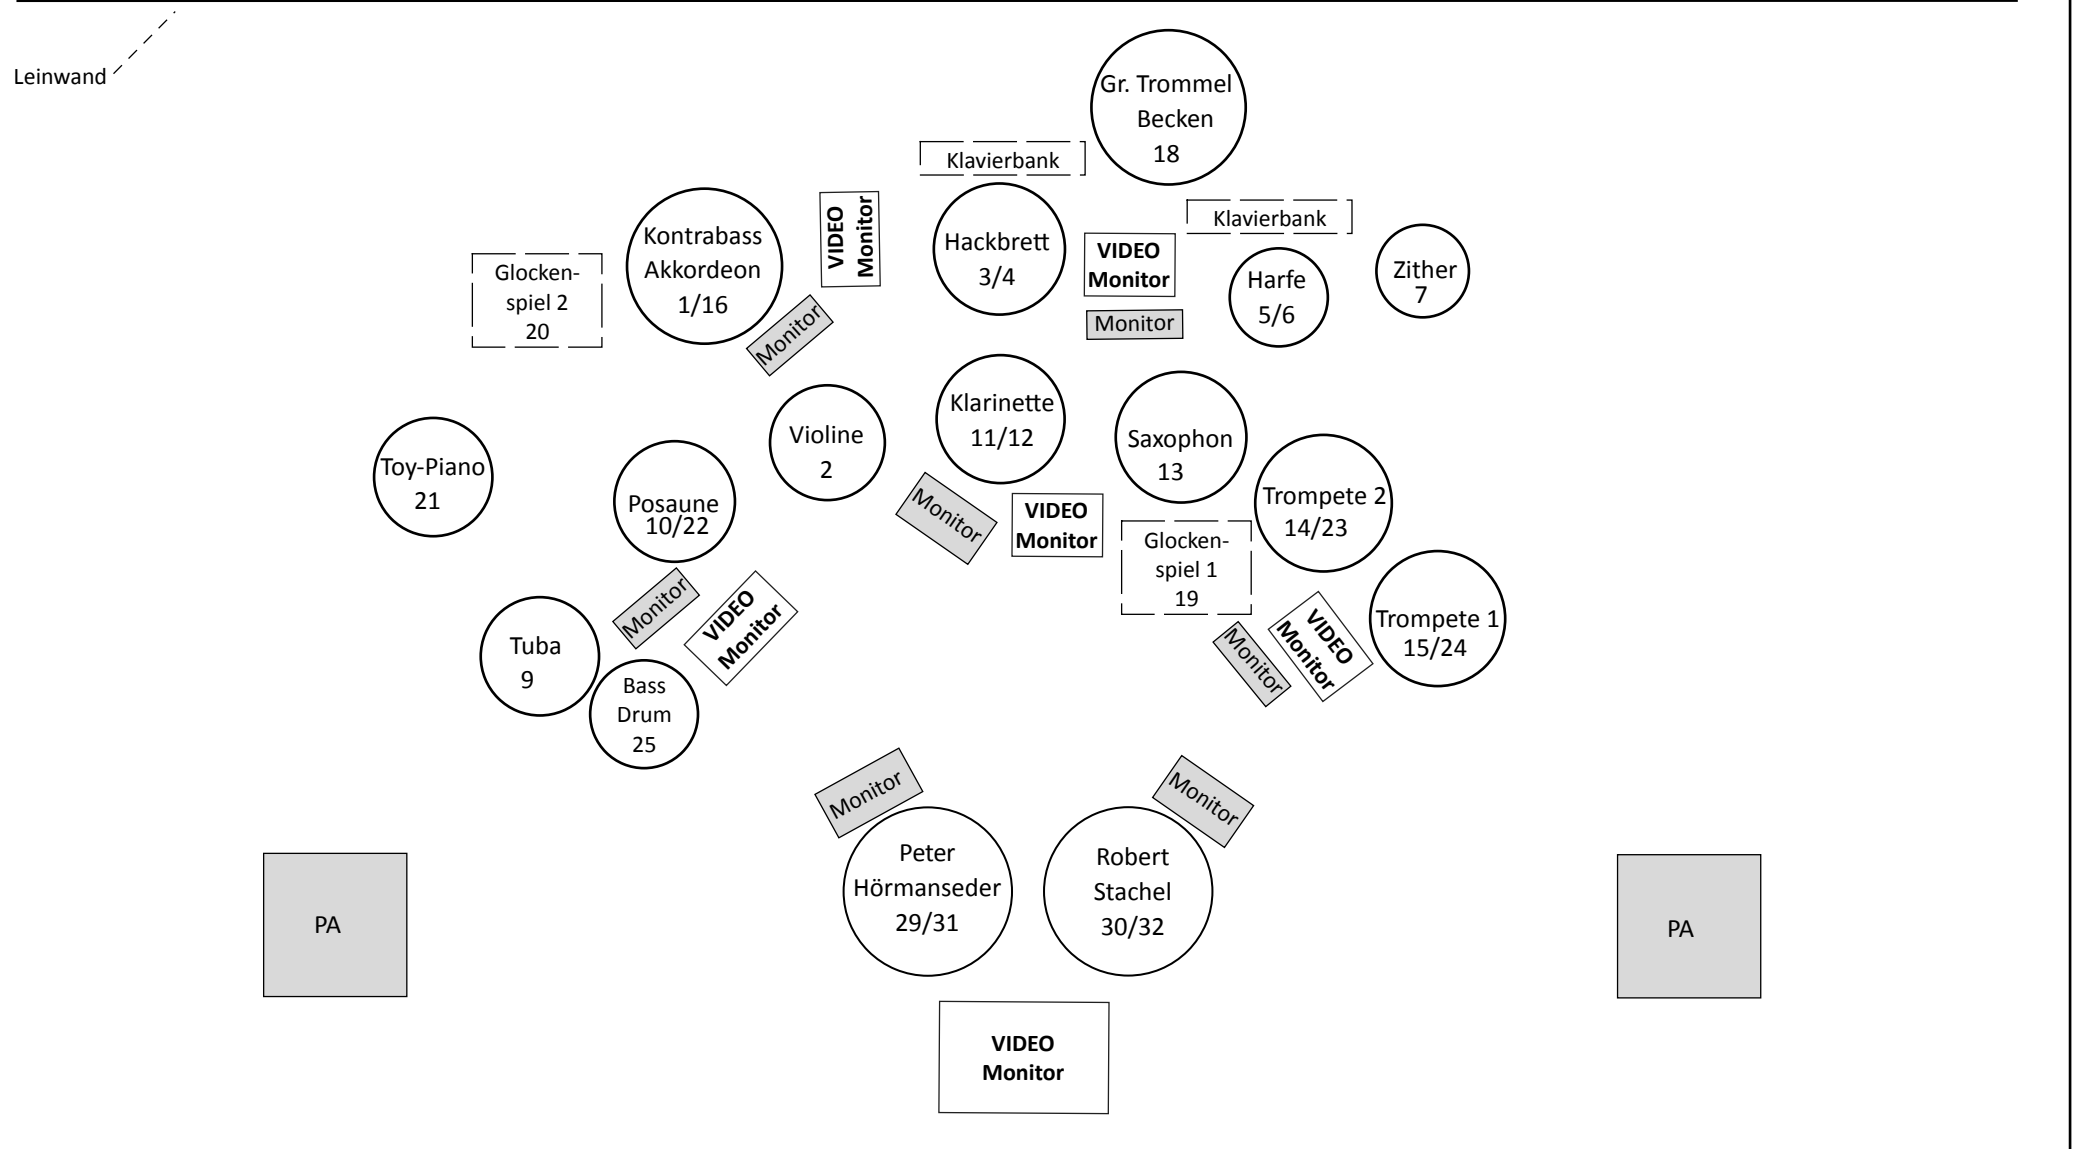 Leinwand
Gr. Trommel
Becken
18
Klavierbank
Klavierbank
Kontrabass
Akkordeon
1/16
VIDEO
Monitor
Hackbrett
3/4
VIDEO
Monitor
Harfe
5/6
Zither
7
Glocken-
spiel 2
20
Monitor
Monitor
Toy-Piano
21
Posaune
10/22
Violine
2
Klarinette
11/12
Saxophon
13
Trompete 2
14/23
Monitor
VIDEO
Monitor
Glocken-
spiel 1
19
Trompete 1
15/24
Monitor
VIDEO
Monitor
Monitor
VIDEO
Monitor
Tuba
9
Bass
Drum
25
Monitor
Monitor
Peter
Hörmanseder
29/31
Robert
Stachel
30/32
PA
PA
VIDEO
Monitor